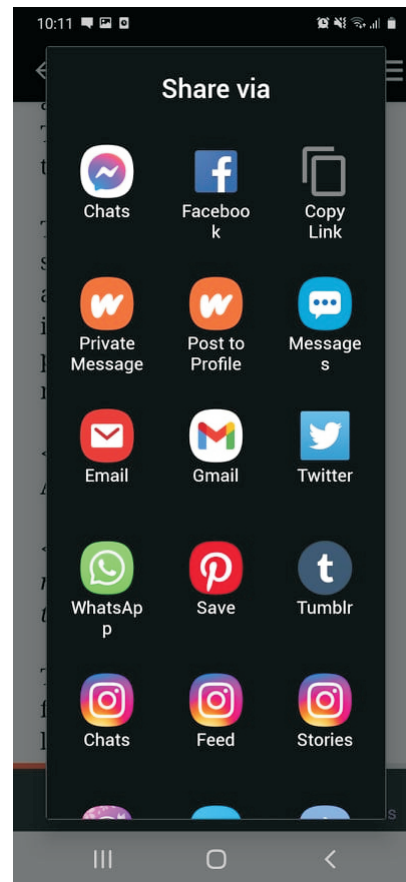 10:11
Share via
Chats
Faceboo
k
Copy
Link
Private
Message
Post to
Profile
Message
s
Email
Gmail
Twitter
WhatsAp
p
Save
Tumblr
Chats
Feed
Stories